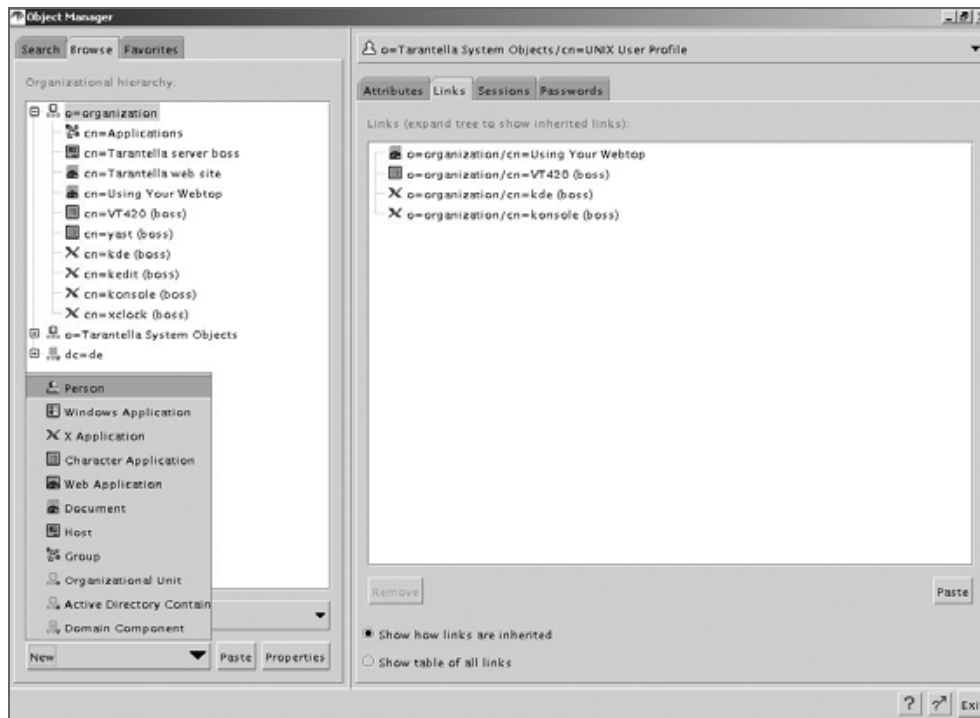 Object Manager
Search Browse Favorites
Organizational hierarchy:
o=organization
cn=Applications
cn=Tarantella server boss
cn=Tarantella web site
cn=Using Your Webtop
cn=VT420 (boss)
cn=yast (boss)
cn=kde (boss)
cn=kedit (boss)
cn=konsole (boss)
cn=xclock (boss)
o=Tarantella System Objects
dc=de
Person
Windows Application
X Application
Character Application
Web Application
Document
Host
Group
Organizational Unit
Active Directory Contain
Domain Component
New Paste Properties
o=Tarantella System Objects/cn=UNIX User Profile
Attributes Links Sessions Passwords
Links (expand tree to show inherited links):
o=organization/cn=Using Your Webtop
o=organization/cn=VT420 (boss)
o=organization/cn=kde (boss)
o=organization/cn=konsole (boss)
Remove Paste
Show how links are inherited
Show table of all links
? Exi